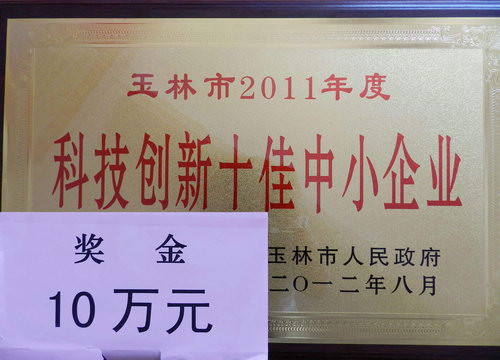 玉林市2011年度
科技创新十佳中小企业
玉林市人民政府
二〇一二年八月
奖 金
10万元